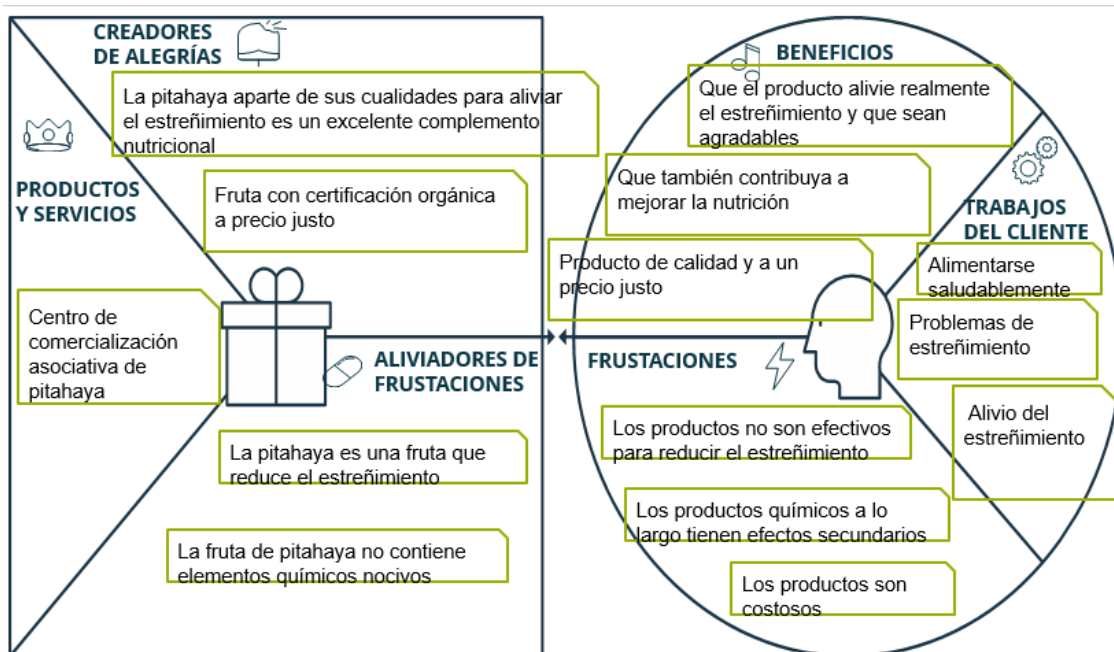 CREADORES
DE ALEGRÍAS
La pitahaya aparte de sus cualidades para aliviar
el estreñimiento es un excelente complemento
nutricional
PRODUCTOS
Y SERVICIOS
Fruta con certificación orgánica
a precio justo
Centro de
comercialización
asociativa de
pitahaya
ALIVIADORES DE
FRUSTACIONES
La pitahaya es una fruta que
reduce el estreñimiento
La fruta de pitahaya no contiene
elementos químicos nocivos
BENEFICIOS
Que el producto alivie realmente
el estreñimiento y que sean
agradables
Que también contribuya a
mejorar la nutrición
Producto de calidad y a un
precio justo
TRABAJOS
DEL CLIENTE
Alimentarse
saludablemente
Problemas de
estreñimiento
Alivio del
estreñimiento
FRUSTACIONES
Los productos no son efectivos
para reducir el estreñimiento
Los productos químicos a lo
largo tienen efectos secundarios
Los productos son
costosos